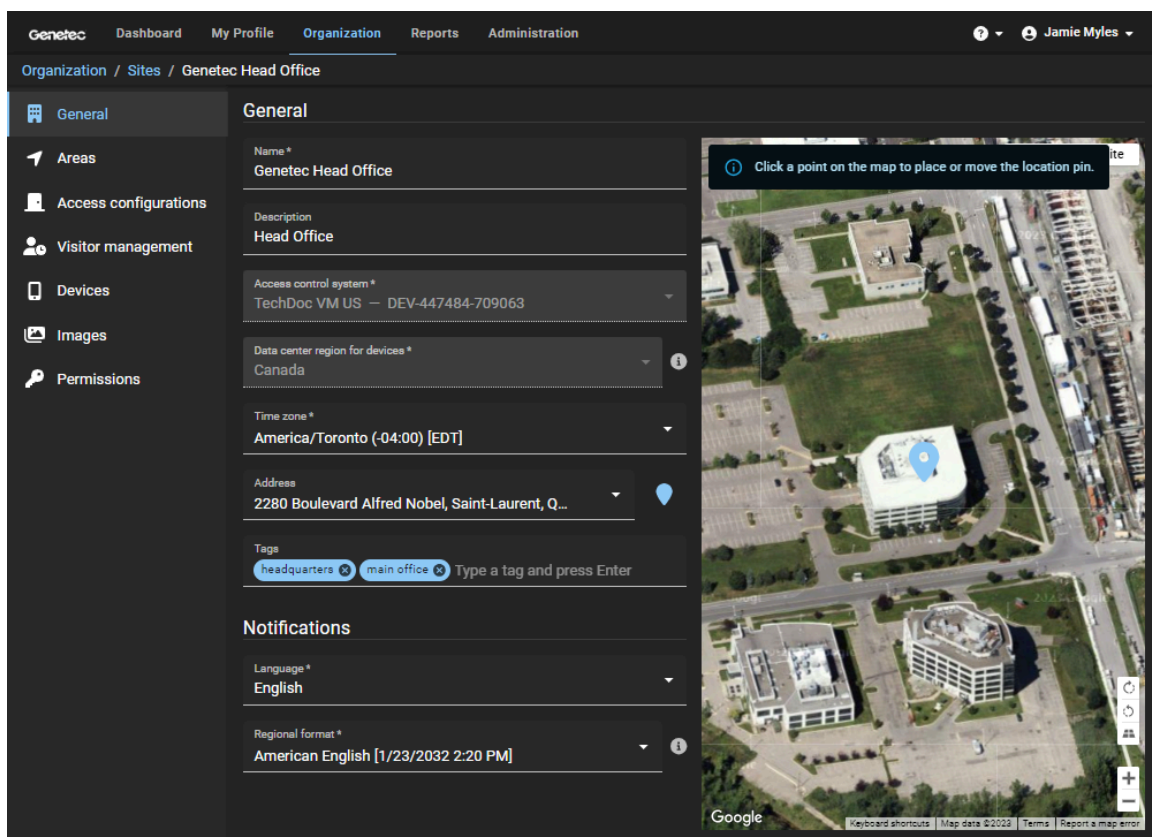 Genetec Dashboard My Profile Organization Reports Administration ? Jamie Myles
Organization / Sites / Genetec Head Office
General
Areas
Access configurations
Visitor management
Devices
Images
Permissions
General
Name *
Genetec Head Office
Description
Head Office
Access control system *
TechDoc VM US — DEV-447484-709063
Data center region for devices *
Canada
Time zone *
America/Toronto (-04:00) [EDT]
Address
2280 Boulevard Alfred Nobel, Saint-Laurent, Q...
Tags
headquarters main office Type a tag and press Enter
Notifications
Language *
English
Regional format *
American English [1/23/2032 2:20 PM]
Click a point on the map to place or move the location pin.
ite
Google
Keyboard shortcuts Map data ©2023 Terms Report a map error